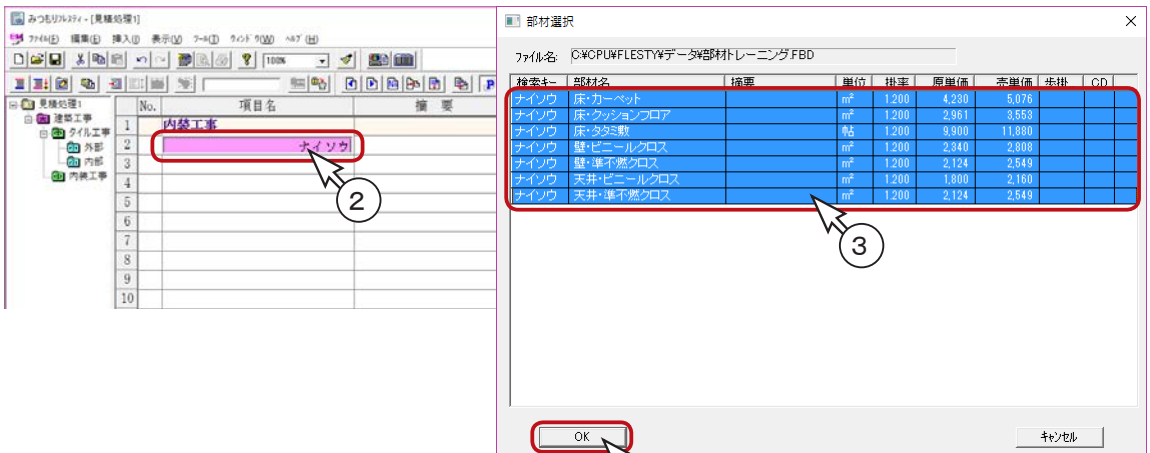 みつもりフレスティ - [見積処理1]
ファイル(F) 編集(E) 挿入(I) 表示(V) ツール(T) ウィンドウ(W) ヘルプ(H)
100%
P
見積処理1
建築工事
タイル工事
外部
内部
内装工事
No. 項目名 摘 要
1 内装工事
2 ナイソウ
3
4
5
6
7
8
9
10
②
部材選択
ファイル名: C:¥CPU¥FLESTY¥データ¥部材トレーニング.FBD
検索キー 部材名 摘要 単位 掛率 原単価 売単価 歩掛 CD
ナイソウ 床・カーペット ㎡ 1.200 4,230 5,076
ナイソウ 床・クッションフロア ㎡ 1.200 2,961 3,553
ナイソウ 床・タタミ敷 帖 1.200 9,900 11,880
ナイソウ 壁・ビニールクロス ㎡ 1.200 2,340 2,808
ナイソウ 壁・準不燃クロス ㎡ 1.200 2,124 2,549
ナイソウ 天井・ビニールクロス ㎡ 1.200 1,800 2,160
ナイソウ 天井・準不燃クロス ㎡ 1.200 2,124 2,549
③
OK キャンセル